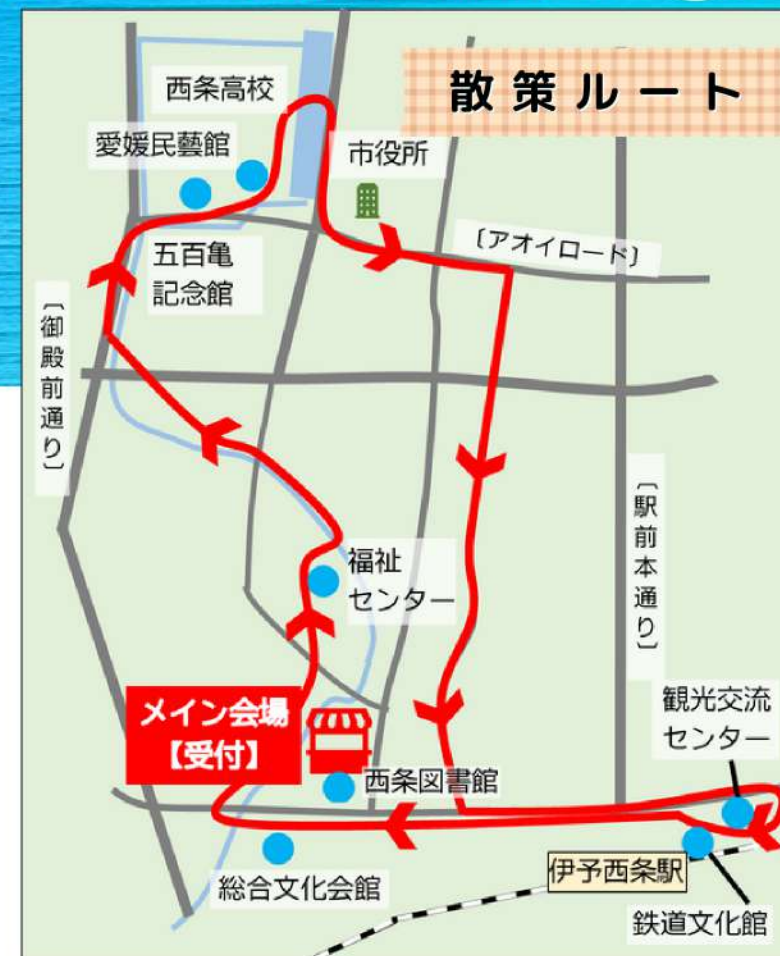 散策ルート
西条高校
愛媛民藝館
市役所
〔アオイロード〕
五百亀
記念館
〔御殿前通り〕
福祉
センター
〔駅前本通り〕
メイン会場
【受付】
観光交流
センター
西条図書館
総合文化会館
伊予西条駅
鉄道文化館